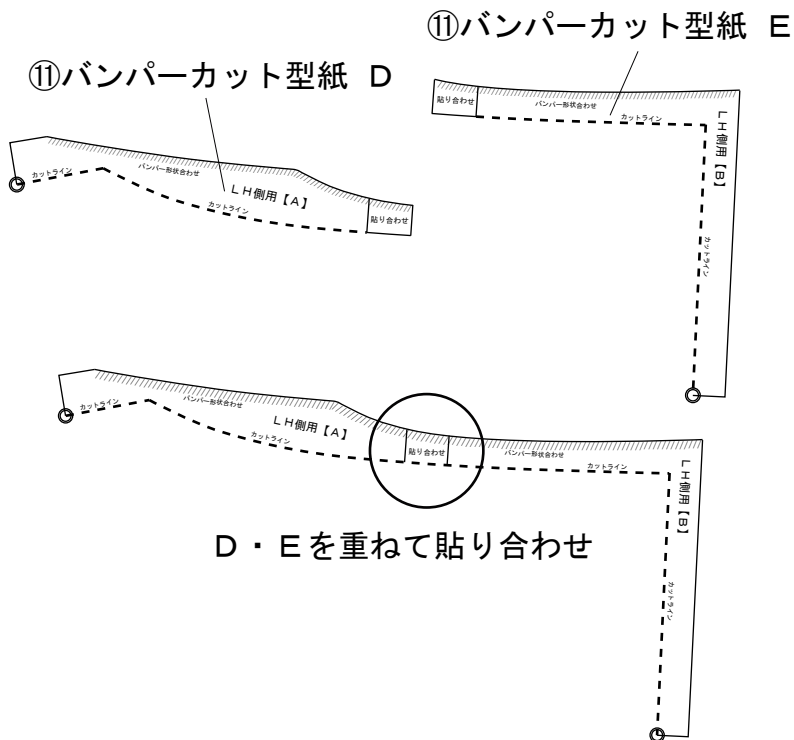 ⑪バンパーカット型紙 E
⑪バンパーカット型紙 D
貼り合わせ
バンパー形状合わせ
カットライン
LH側用【B】
カットライン
カットライン
バンパー形状合わせ
LH側用【A】
カットライン
貼り合わせ
カットライン
バンパー形状合わせ
LH側用【A】
カットライン
貼り合わせ
バンパー形状合わせ
カットライン
LH側用【B】
カットライン
D・Eを重ねて貼り合わせ